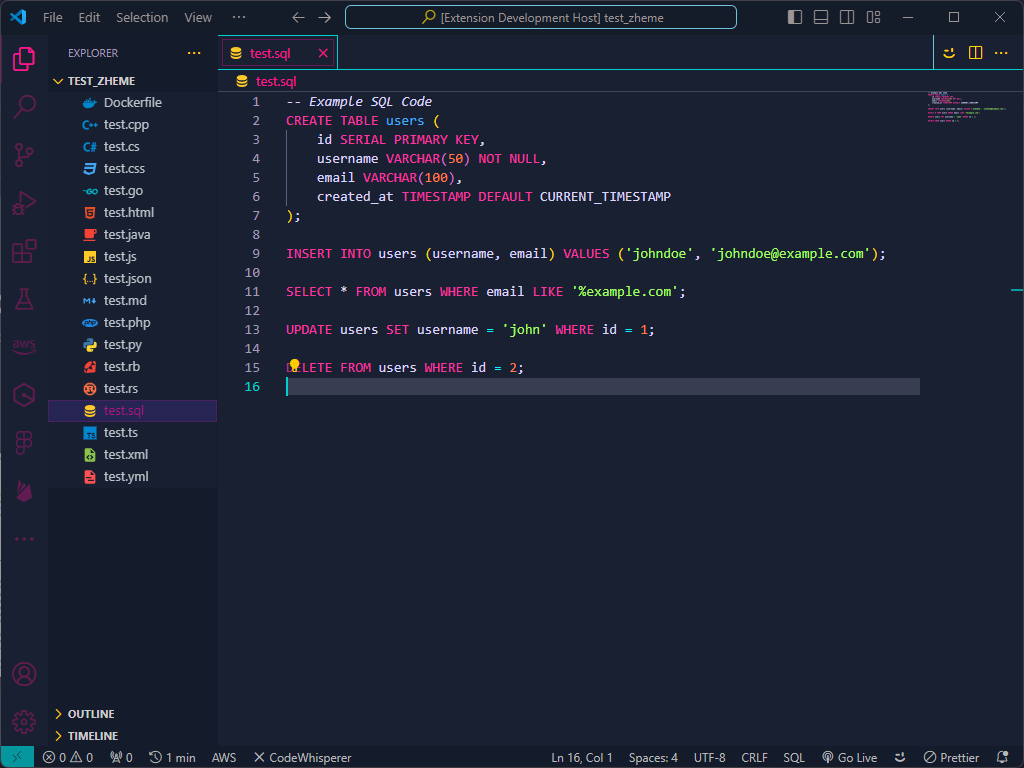 File Edit Selection View ··· [Extension Development Host] test_zheme
EXPLORER ···
TEST_ZHEME
Dockerfile
test.cpp
test.cs
test.css
test.go
test.html
test.java
test.js
test.json
test.md
test.php
test.py
test.rb
test.rs
test.sql
test.ts
test.xml
test.yml
OUTLINE
TIMELINE
aws
test.sql
test.sql
1 -- Example SQL Code
2 CREATE TABLE users (
3     id SERIAL PRIMARY KEY,
4     username VARCHAR(50) NOT NULL,
5     email VARCHAR(100),
6     created_at TIMESTAMP DEFAULT CURRENT_TIMESTAMP
7 );
8
9 INSERT INTO users (username, email) VALUES ('johndoe', 'johndoe@example.com');
10
11 SELECT * FROM users WHERE email LIKE '%example.com';
12
13 UPDATE users SET username = 'john' WHERE id = 1;
14
15 DELETE FROM users WHERE id = 2;
16
0 0 0 1 min AWS CodeWhisperer Ln 16, Col 1 Spaces: 4 UTF-8 CRLF SQL Go Live Prettier